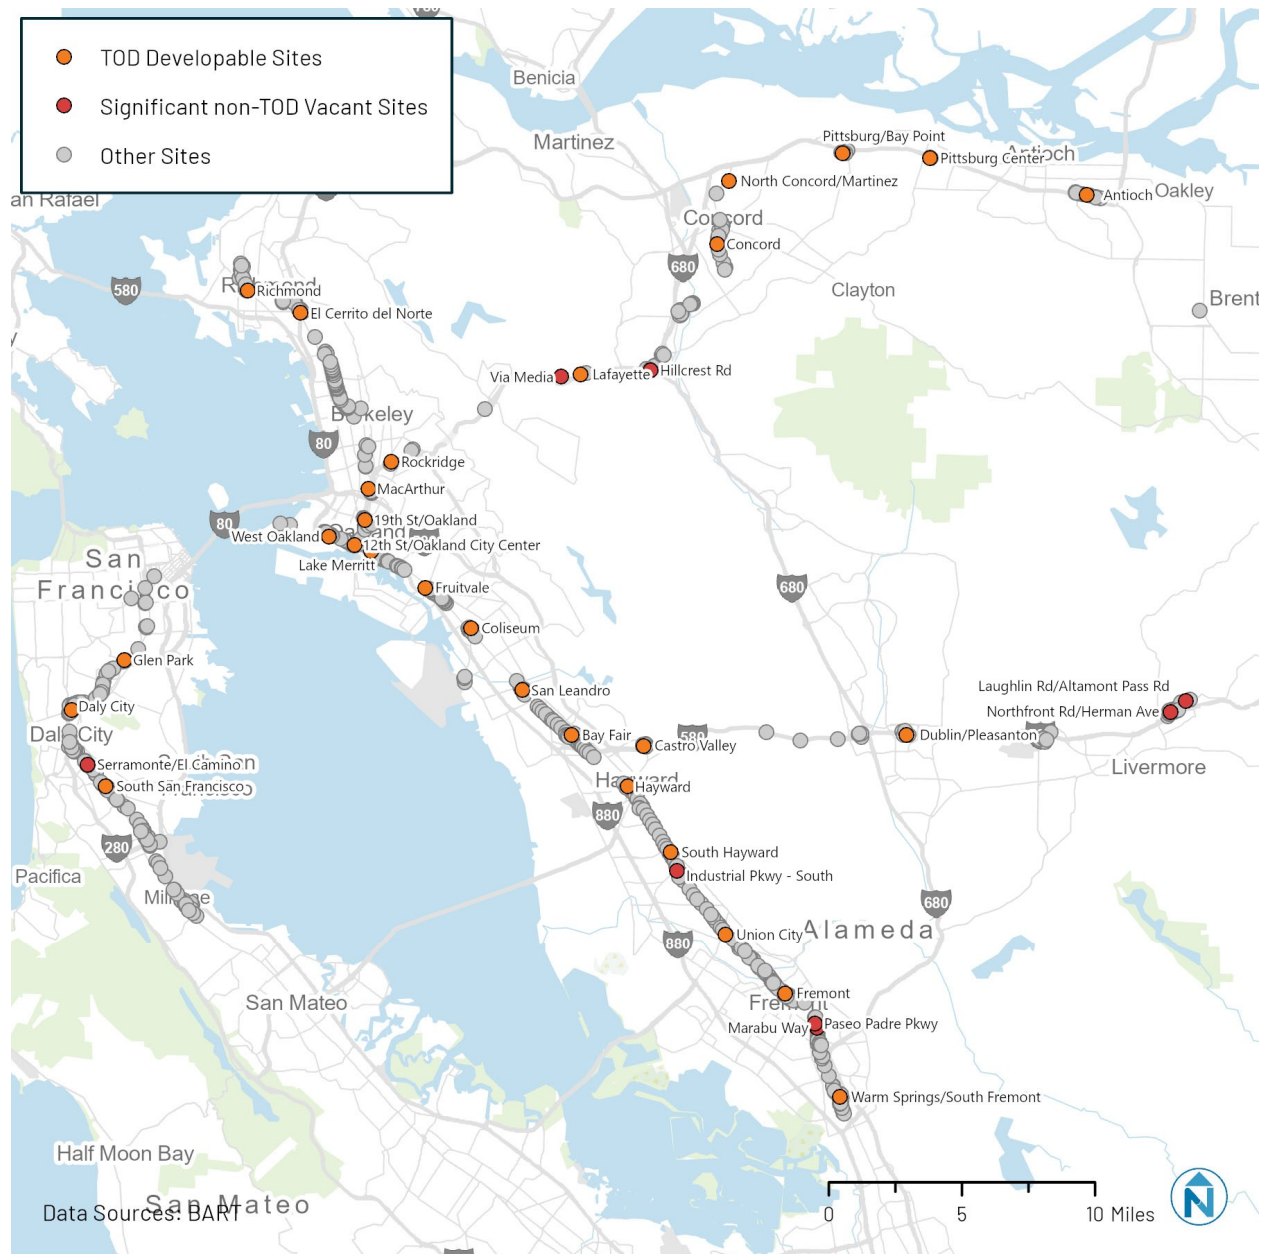 TOD Developable Sites
Significant non-TOD Vacant Sites
Other Sites
Benicia
Martinez
Pittsburg/Bay Point
Antioch
Pittsburg Center
North Concord/Martinez
an Rafael
Antioch
Oakley
Concord
Concord
680
580
Richmond
Richmond
Clayton
Brent
El Cerrito del Norte
Via Media
Lafayette
Hillcrest Rd
Berkeley
80
Rockridge
MacArthur
80
19th St/Oakland
West Oakland
Oakland
12th St/Oakland City Center
Lake Merritt
San
Francisco
Fruitvale
680
Coliseum
Glen Park
San Leandro
Laughlin Rd/Altamont Pass Rd
Daly City
Northfront Rd/Herman Ave
Daly City
Bay Fair
580
Castro Valley
Dublin/Pleasanton
Serramonte/El Camino
South San
Francisco
Livermore
South San Francisco
Hayward
Hayward
880
280
South Hayward
Pacifica
Industrial Pkwy - South
Millbrae
680
Union City
Alameda
880
San Mateo
Fremont
Fremont
Marabu Way
Paseo Padre Pkwy
Warm Springs/South Fremont
Half Moon Bay
San Mateo
Data Sources: BART
0 5 10 Miles
N